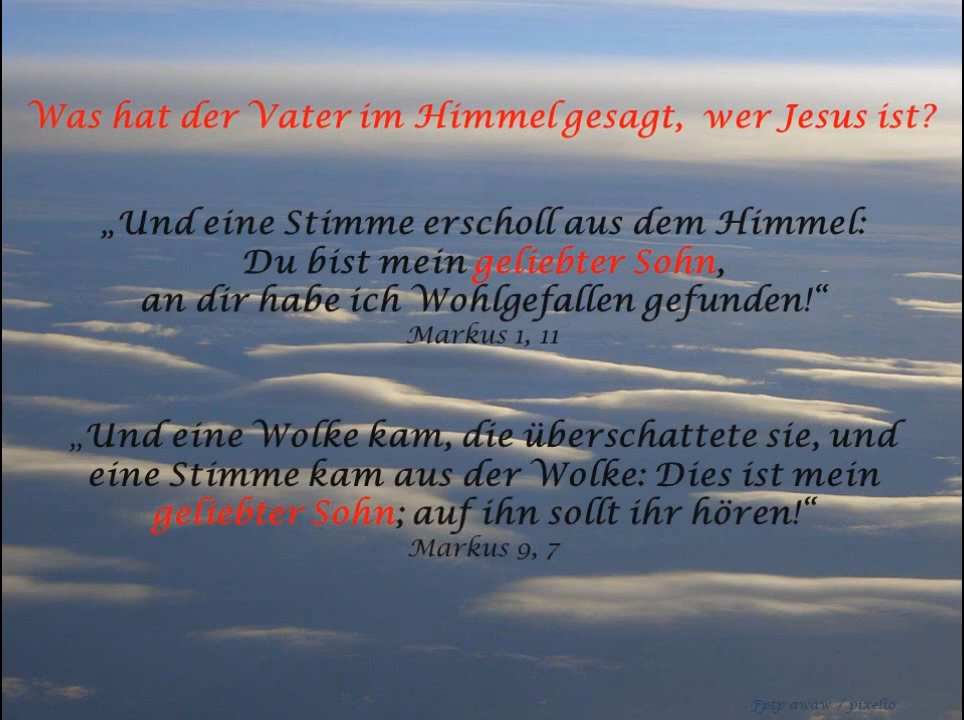 Was hat der Vater im Himmel gesagt, wer Jesus ist?
„Und eine Stimme erscholl aus dem Himmel:
Du bist mein geliebter Sohn,
an dir habe ich Wohlgefallen gefunden!“
Markus 1, 11
„Und eine Wolke kam, die überschattete sie, und
eine Stimme kam aus der Wolke: Dies ist mein
geliebter Sohn; auf ihn sollt ihr hören!“
Markus 9, 7
awaw / pixelio